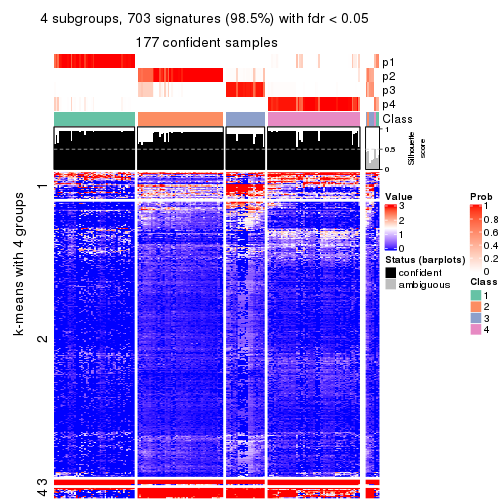 4 subgroups, 703 signatures (98.5%) with fdr < 0.05
177 confident samples
p1
p2
p3
p4
Class
1
0.5
0
Silhouette
score
k-means with 4 groups
1
2
3
4
Value
3
2
1
0
Status (barplots)
confident
ambiguous
Prob
1
0.8
0.6
0.4
0.2
0
Class
1
2
3
4